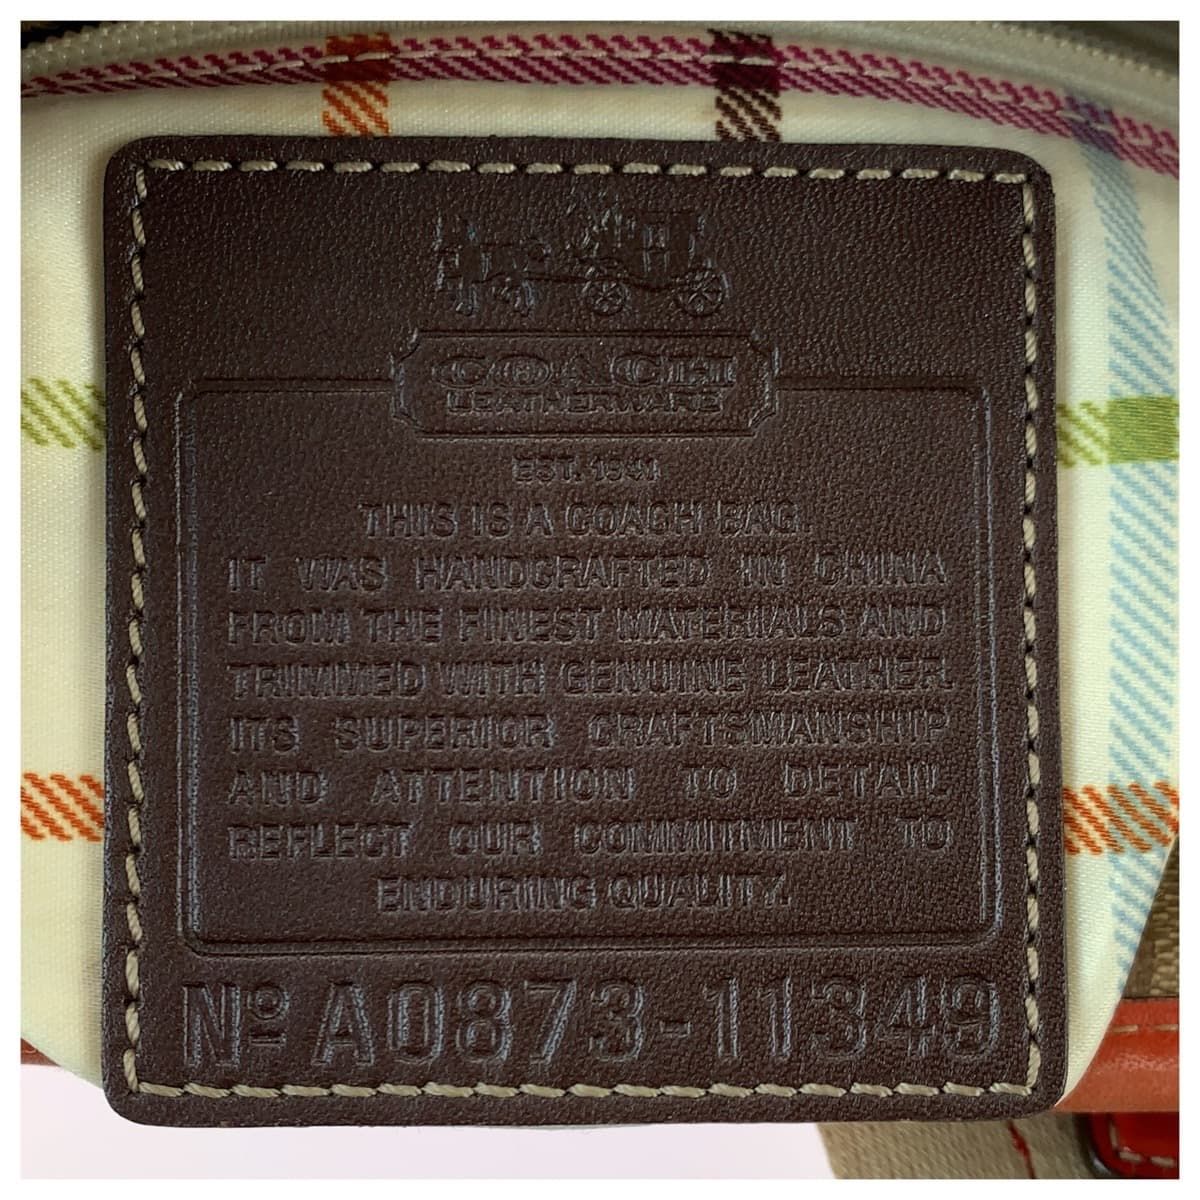 COACH
LEATHERWARE
EST. 1941
THIS IS A COACH BAG.
IT WAS HANDCRAFTED IN CHINA
FROM THE FINEST MATERIALS AND
TRIMMED WITH GENUINE LEATHER.
ITS SUPERIOR CRAFTSMANSHIP
AND ATTENTION TO DETAIL
REFLECT OUR COMMITMENT TO
ENDURING QUALITY.
Nº A0873-11349